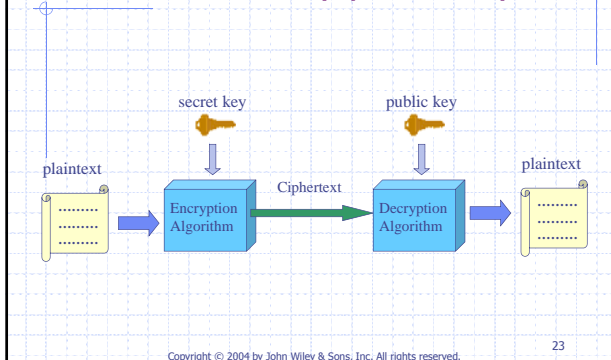 secret key
public key
plaintext
Encryption
Algorithm
Ciphertext
Decryption
Algorithm
plaintext
23
Copyright © 2004 by John Wiley & Sons, Inc. All rights reserved.